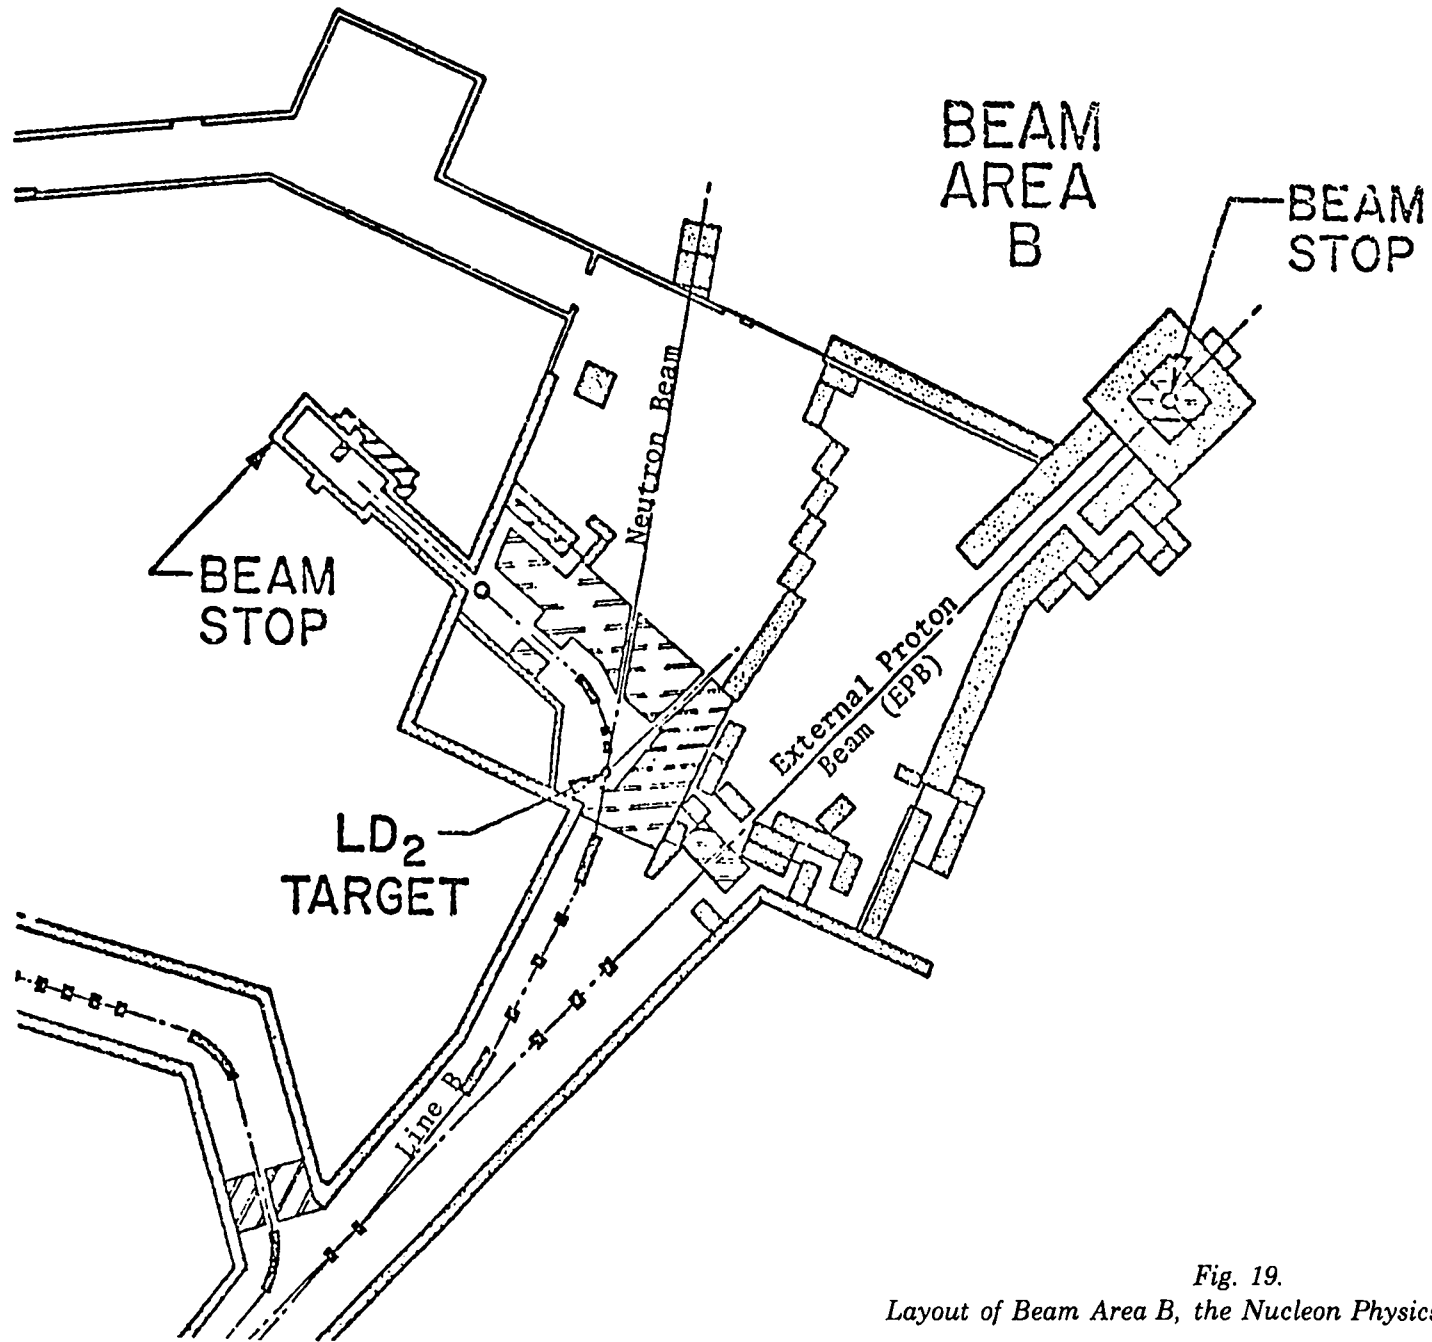 BEAM
AREA
B
BEAM
STOP
Neutron Beam
BEAM
STOP
External Proton
Beam (EPB)
LD₂
TARGET
Line B
Fig. 19.
Layout of Beam Area B, the Nucleon Physics